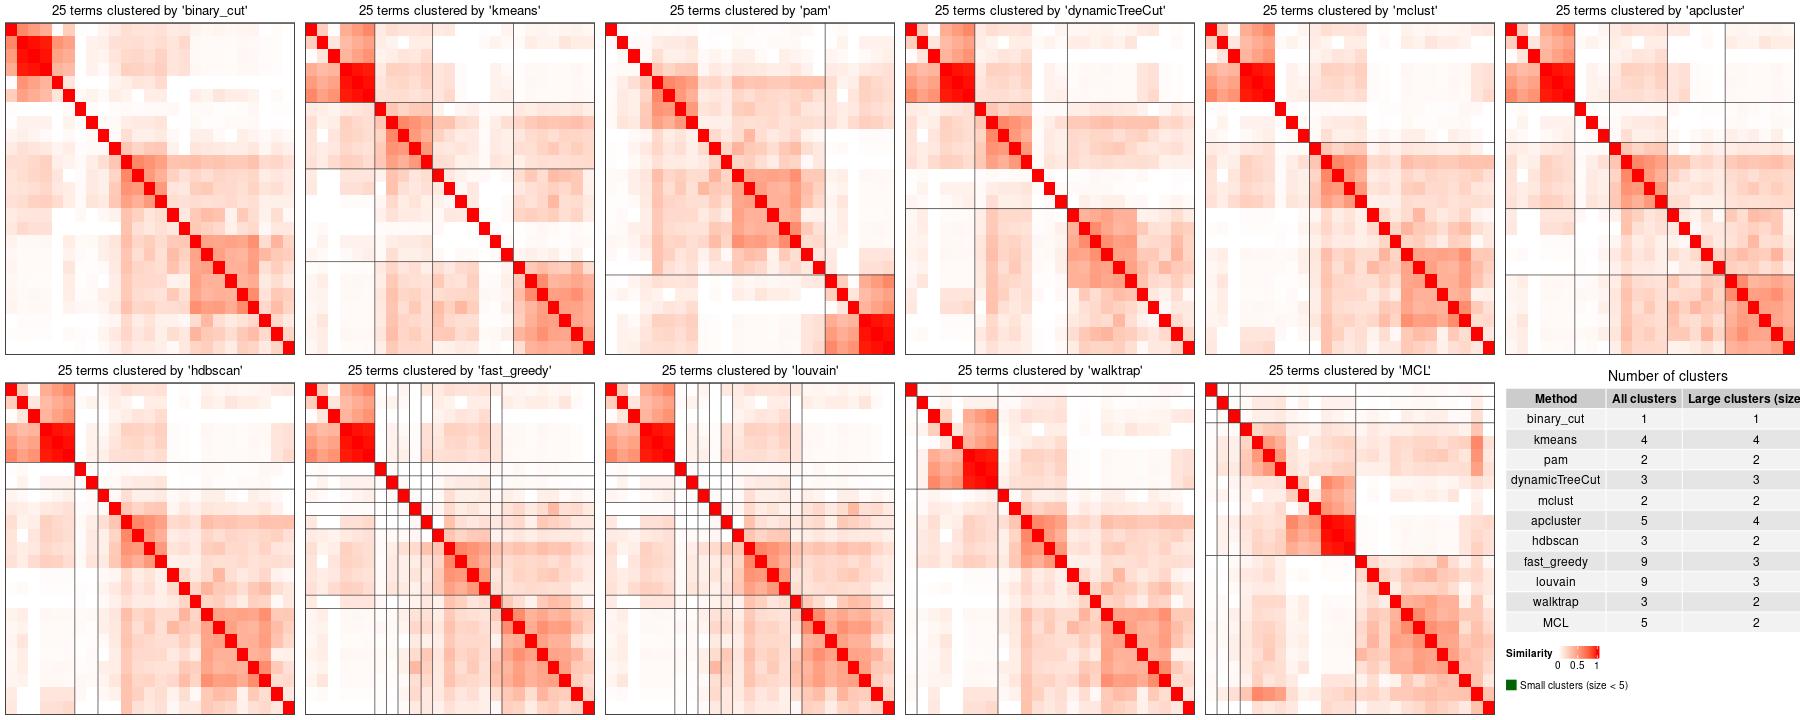 25 terms clustered by 'binary_cut'
25 terms clustered by 'kmeans'
25 terms clustered by 'pam'
25 terms clustered by 'dynamicTreeCut'
25 terms clustered by 'mclust'
25 terms clustered by 'apcluster'
25 terms clustered by 'hdbscan'
25 terms clustered by 'fast_greedy'
25 terms clustered by 'louvain'
25 terms clustered by 'walktrap'
25 terms clustered by 'MCL'
Number of clusters
Method All clusters Large clusters (size
binary_cut 1 1
kmeans 4 4
pam 2 2
dynamicTreeCut 3 3
mclust 2 2
apcluster 5 4
hdbscan 3 2
fast_greedy 9 3
louvain 9 3
walktrap 3 2
MCL 5 2
Similarity
0 0.5 1
Small clusters (size < 5)